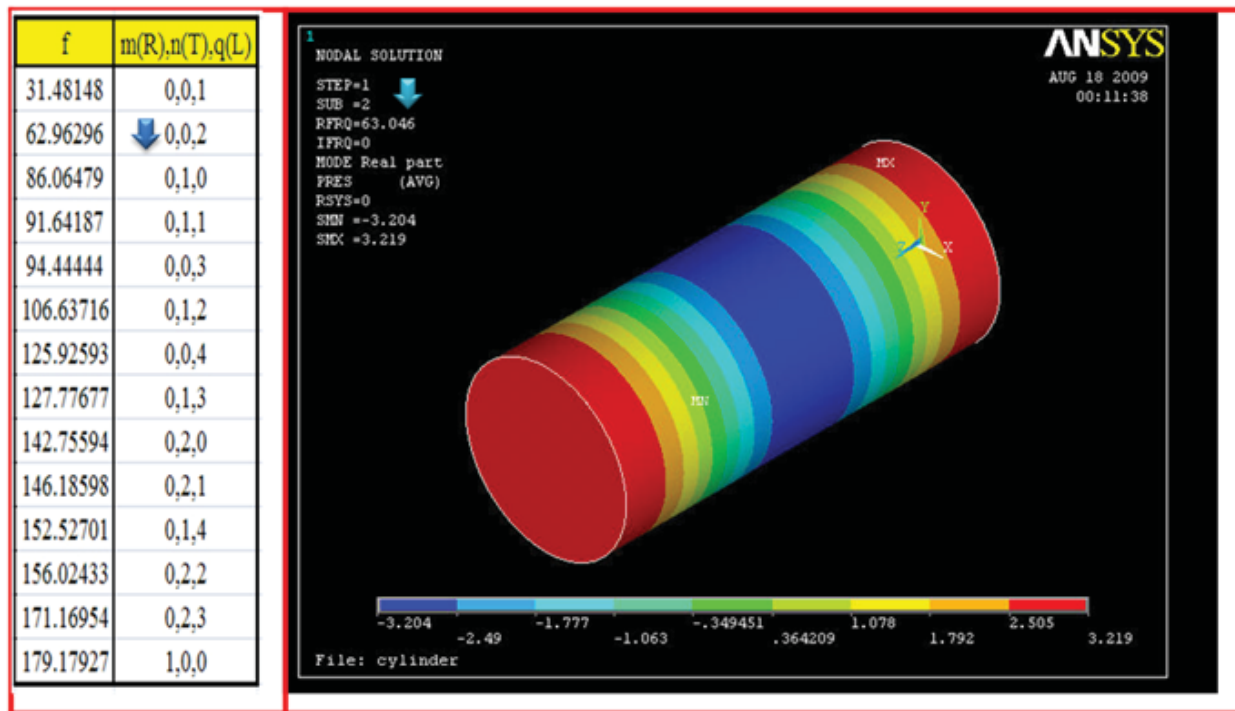 f m(R),n(T),q(L)
31.48148 0,0,1
62.96296 0,0,2
86.06479 0,1,0
91.64187 0,1,1
94.44444 0,0,3
106.63716 0,1,2
125.92593 0,0,4
127.77677 0,1,3
142.75594 0,2,0
146.18598 0,2,1
152.52701 0,1,4
156.02433 0,2,2
171.16954 0,2,3
179.17927 1,0,0
1
NODAL SOLUTION
STEP=1
SUB =2
RFRQ=63.046
IFRQ=0
MODE Real part
PRES (AVG)
RSYS=0
SMN =-3.204
SMX =3.219
ANSYS
AUG 18 2009
00:11:38
MX
Y
Z X
MN
-3.204 -1.777 -.349451 1.078 2.505
-2.49 -1.063 .364209 1.792 3.219
File: cylinder